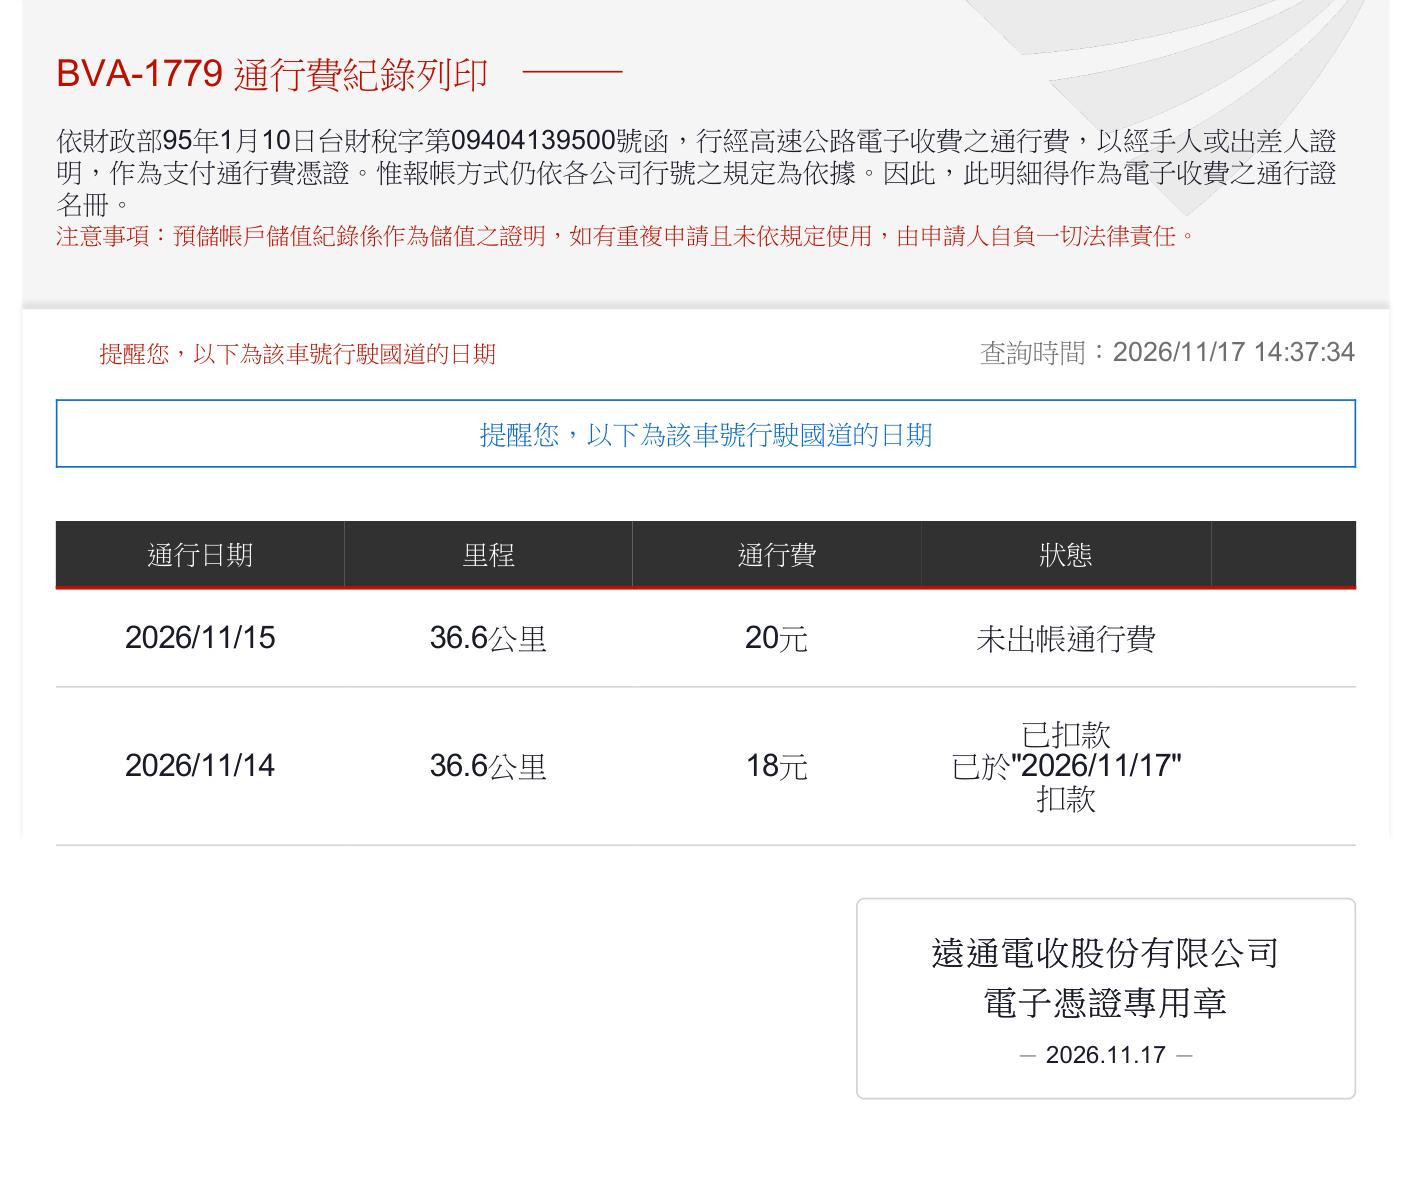 BVA-1779 通行費紀錄列印
依財政部95年1月10日台財稅字第09404139500號函，行經高速公路電子收費之通行費，以經手人或出差人證
明，作為支付通行費憑證。惟報帳方式仍依各公司行號之規定為依據。因此，此明細得作為電子收費之通行證
名冊。
注意事項：預儲帳戶儲值紀錄係作為儲值之證明，如有重複申請且未依規定使用，由申請人自負一切法律責任。
提醒您，以下為該車號行駛國道的日期
查詢時間：2026/11/17 14:37:34
提醒您，以下為該車號行駛國道的日期
通行日期 里程 通行費 狀態
2026/11/15 36.6公里 20元 未出帳通行費
2026/11/14 36.6公里 18元 已扣款
已於"2026/11/17"
扣款
遠通電收股份有限公司
電子憑證專用章
— 2026.11.17 —